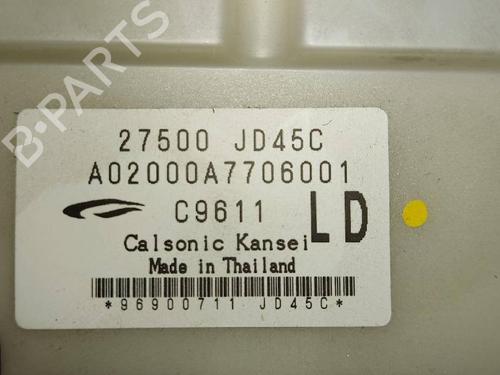 B-PARTS
27500 JD45C
A02000A7706001
C9611
LD
Calsonic Kansei
Made in Thailand
*96900711 JD45C*